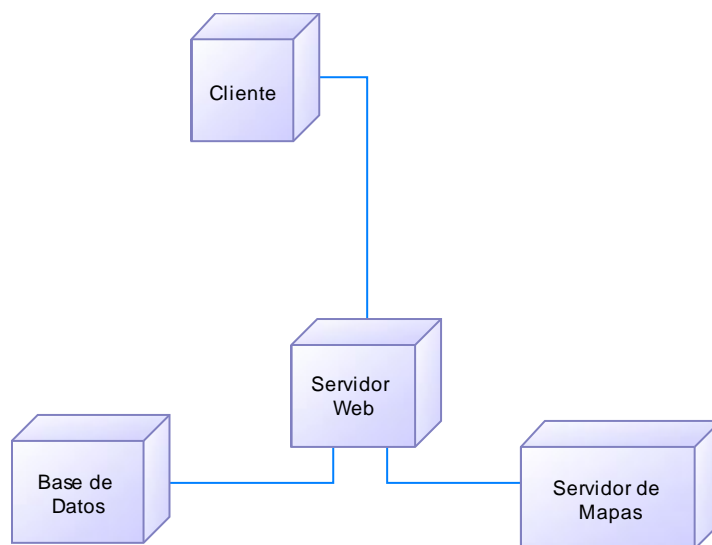 Cliente
Servidor
Web
Base de
Datos
Servidor de
Mapas